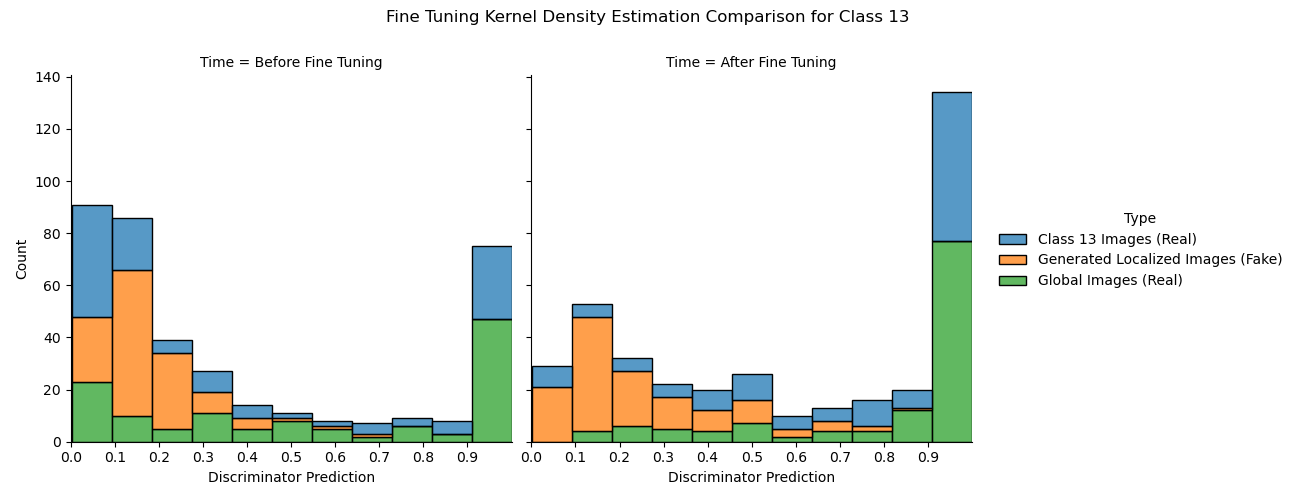 Fine Tuning Kernel Density Estimation Comparison for Class 13
Time = Before Fine Tuning
Time = After Fine Tuning
140
120
100
80
60
40
20
0
Count
0.0 0.1 0.2 0.3 0.4 0.5 0.6 0.7 0.8 0.9
Discriminator Prediction
0.0 0.1 0.2 0.3 0.4 0.5 0.6 0.7 0.8 0.9
Discriminator Prediction
Type
Class 13 Images (Real)
Generated Localized Images (Fake)
Global Images (Real)